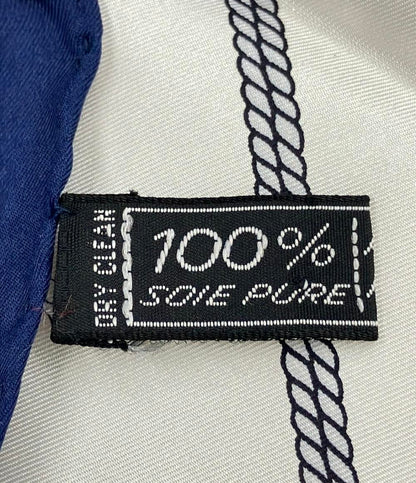 DRY CLEAN
100%
SOIE PURE